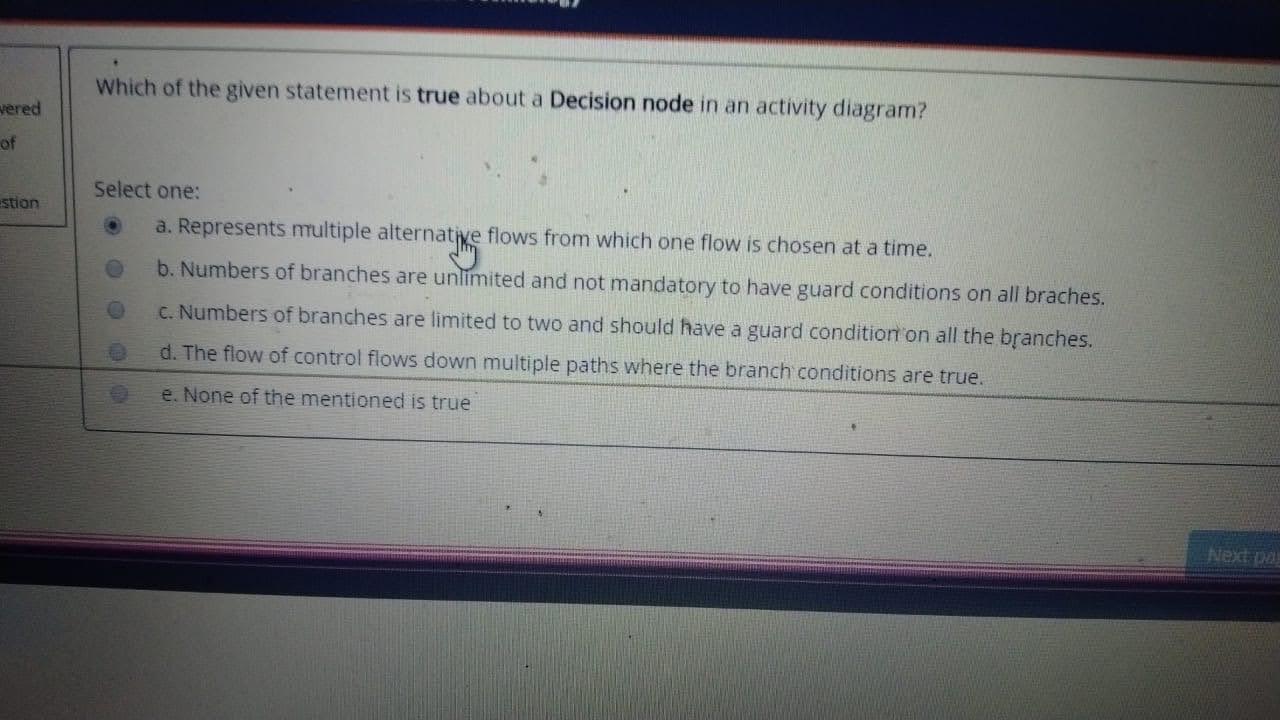 Which of the given statement is true about a Decision node in an activity diagram?
vered
of
stion
Select one:
a. Represents multiple alternative flows from which one flow is chosen at a time.
b. Numbers of branches are unlimited and not mandatory to have guard conditions on all braches.
c. Numbers of branches are limited to two and should have a guard condition on all the branches.
d. The flow of control flows down multiple paths where the branch conditions are true.
e. None of the mentioned is true
Next pa